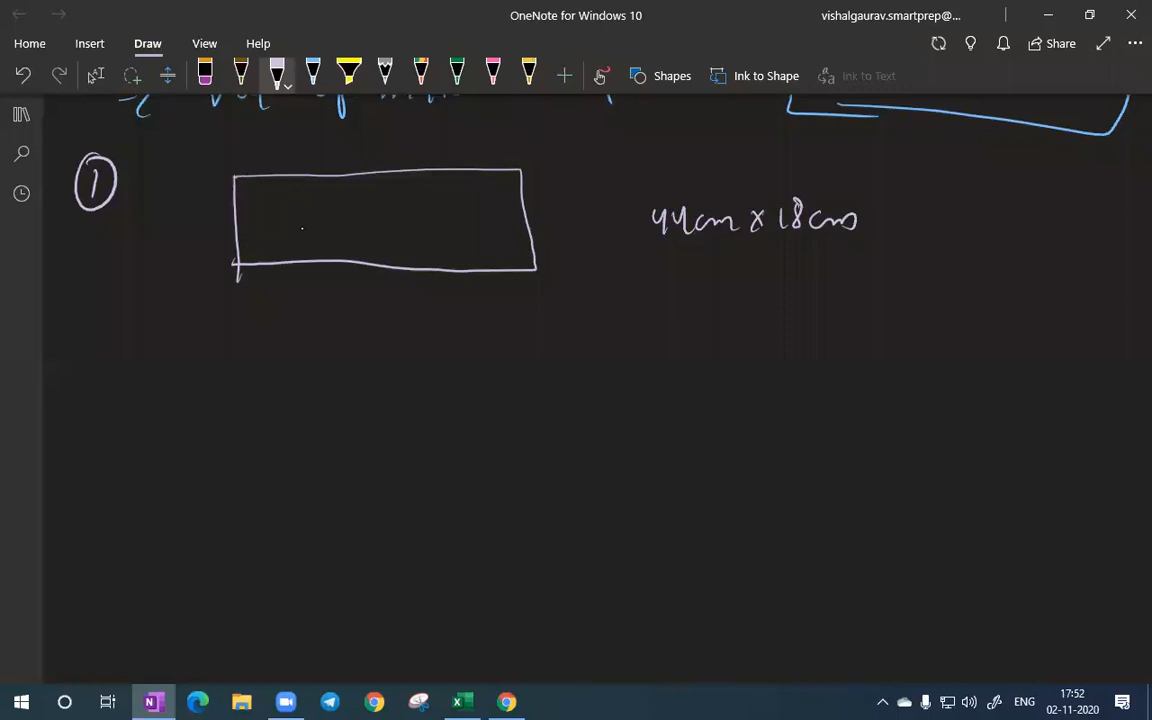 OneNote for Windows 10
vishalgaurav.smartprep@...
Home Insert Draw View Help
Share
Shapes Ink to Shape Ink to Text
of
1
44cm x 18cm
ENG
17:52
02-11-2020